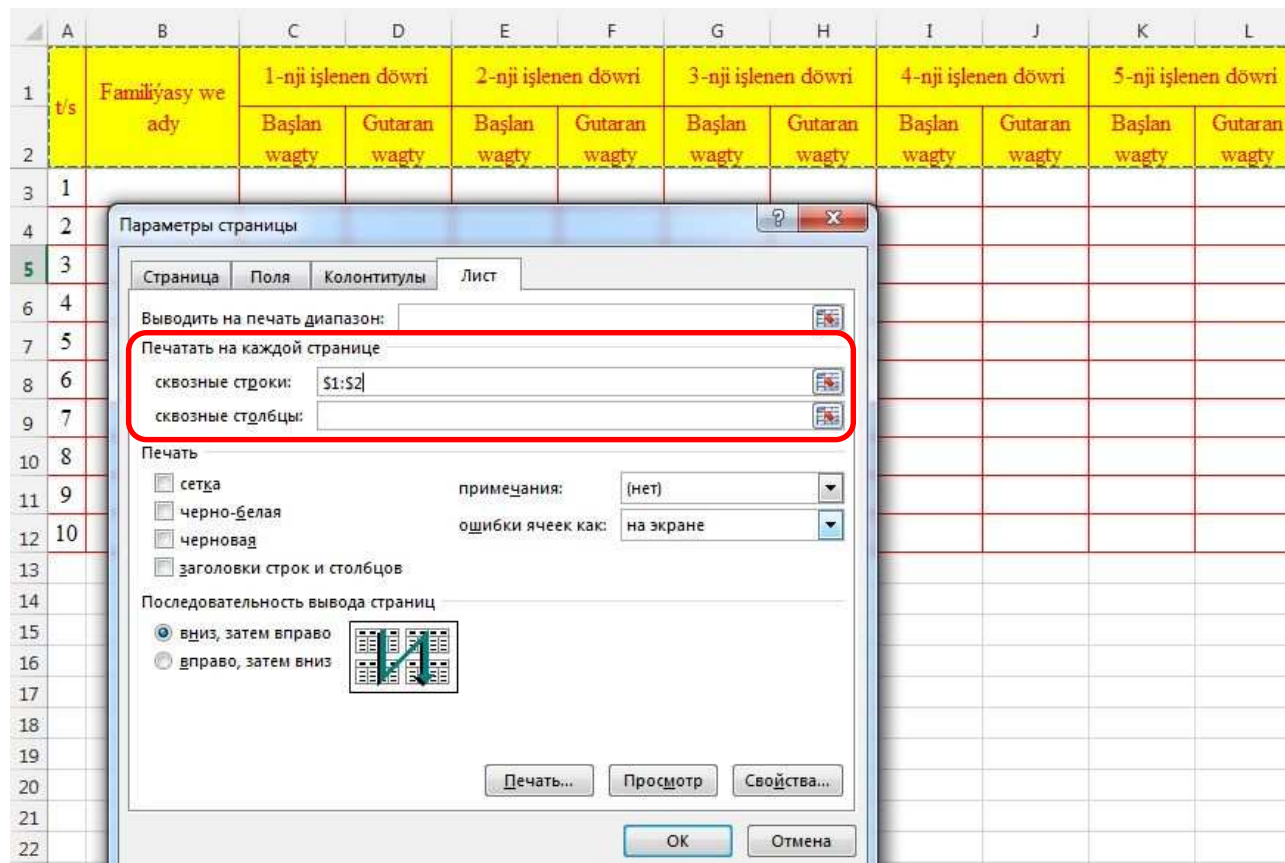 A B C D E F G H I J K L
1 t/s Familiýasy we ady 1-nji işlenen döwri 2-nji işlenen döwri 3-nji işlenen döwri 4-nji işlenen döwri 5-nji işlenen döwri
2 Başlan wagty Gutaran wagty Başlan wagty Gutaran wagty Başlan wagty Gutaran wagty Başlan wagty Gutaran wagty Başlan wagty Gutaran wagty
3 1
4 2
5 3
6 4
7 5
8 6
9 7
10 8
11 9
12 10
13
14
15
16
17
18
19
20
21
22
Параметры страницы
Страница Поля Колонтитулы Лист
Выводить на печать диапазон:
Печатать на каждой странице
сквозные строки: $1:$2
сквозные столбцы:
Печать
сетка примечания: (нет)
черно-белая
ошибки ячеек как: на экране
черновая
заголовки строк и столбцов
Последовательность вывода страниц
вниз, затем вправо
вправо, затем вниз
Печать... Просмотр Свойства...
ОК Отмена